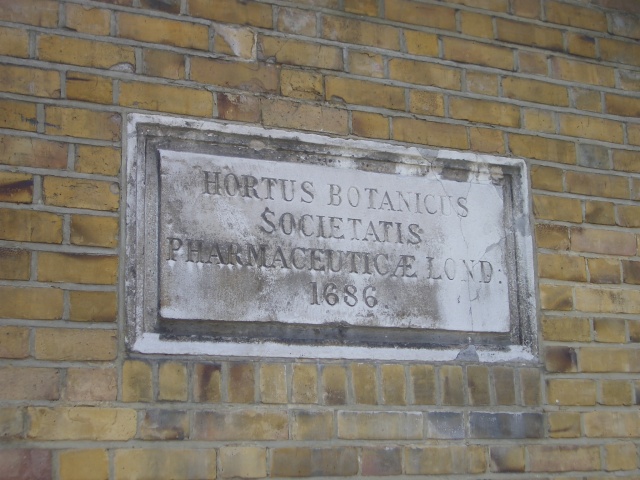 HORTUS BOTANICUS
SOCIETATIS
PHARMACEUTICÆ LOND:
1686